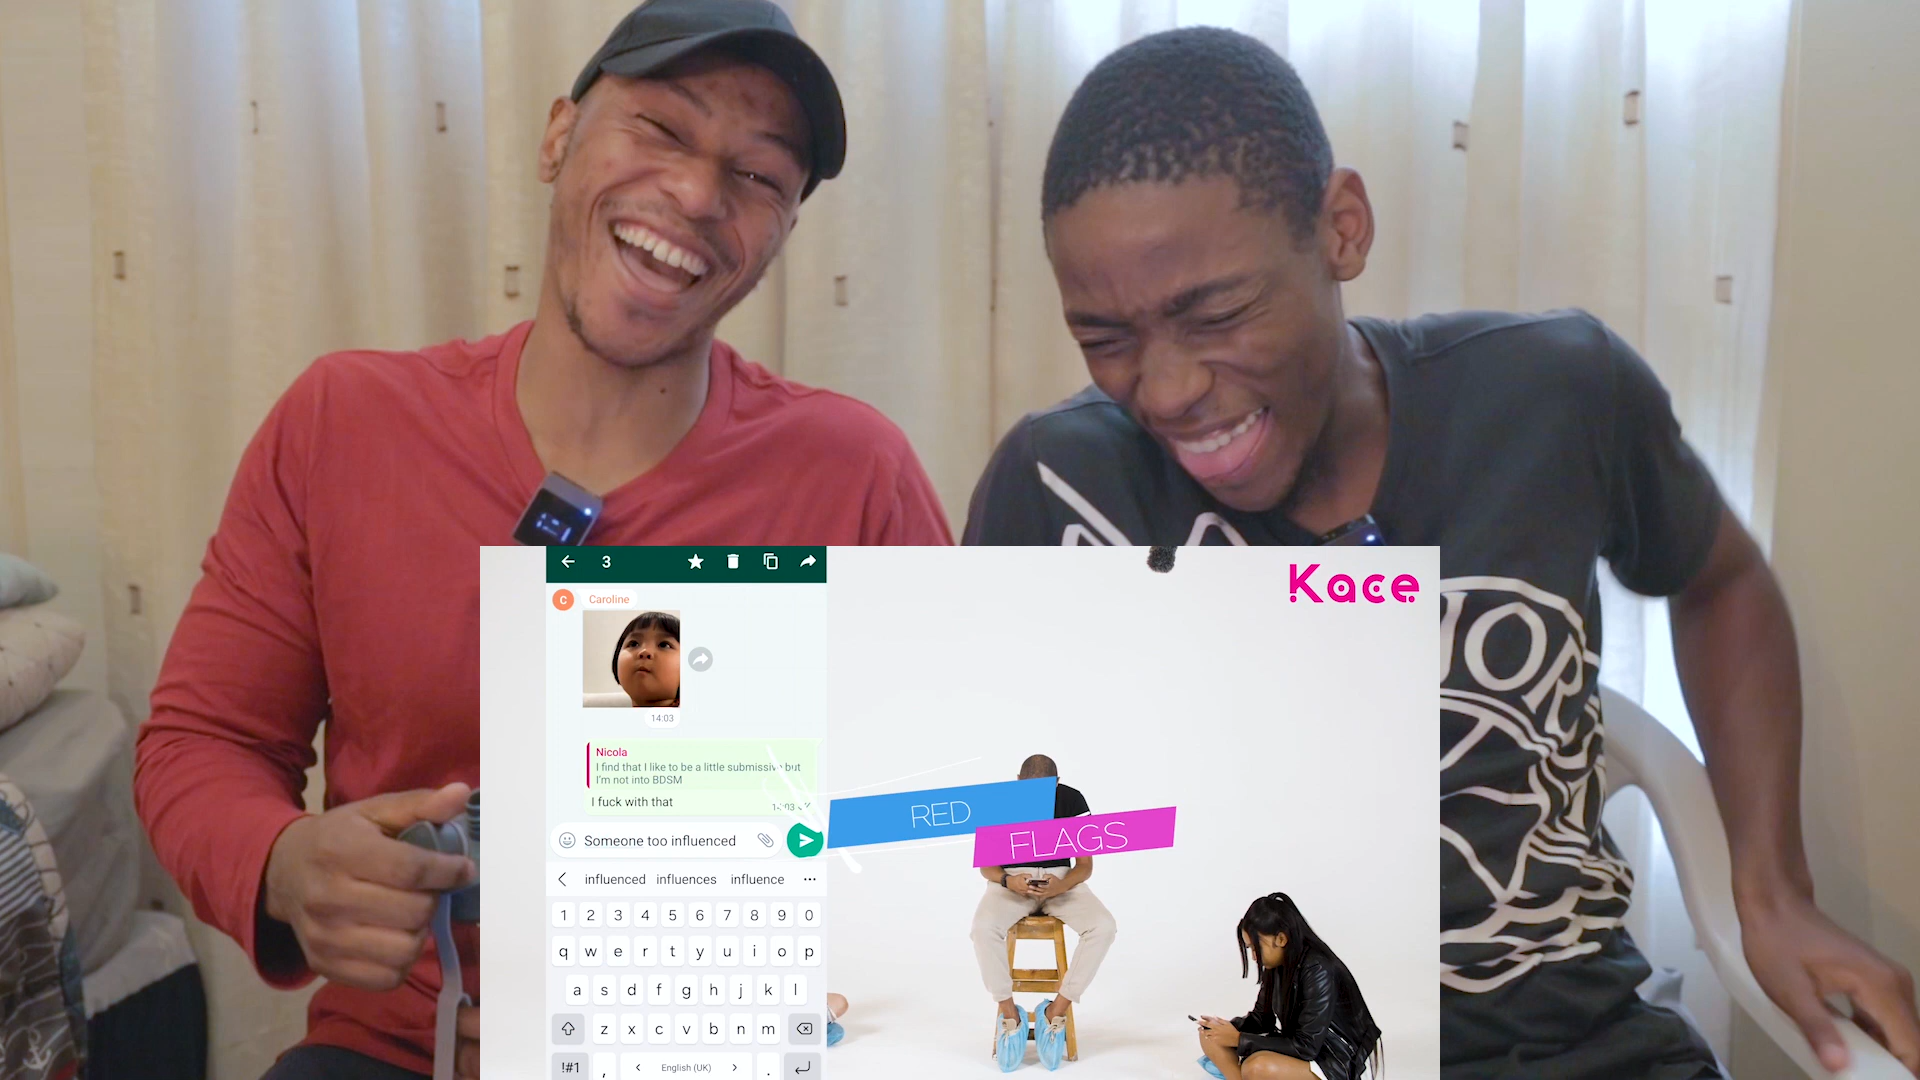 3
Kace
C
Caroline
14:03
Nicola
I find that I like to be a little submissive but
I'm not into BDSM
I fuck with that
14:03
Someone too influenced
RED
FLAGS
influenced influences influence
1 2 3 4 5 6 7 8 9 0
q w e r t y u i o p
a s d f g h j k l
z x c v b n m
!#1 , < English (UK) > .